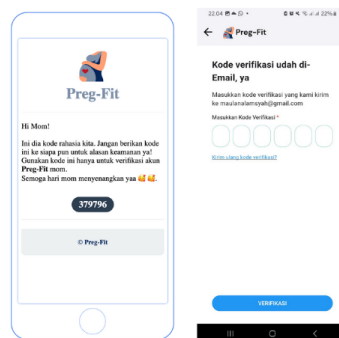 Preg-Fit
Hi Mom!
Ini dia kode rahasia kita. Jangan berikan kode
ini ke siapa pun untuk alasan keamanan ya!
Gunakan kode ini hanya untuk verifikasi akun
Preg-Fit mom.
Semoga hari mom menyenangkan yaa 🥰 🥰.
379796
© Preg-Fit
22.04
22%
Preg-Fit
Kode verifikasi udah di-
Email, ya
Masukkan kode verifikasi yang kami kirim
ke maulanalamsyah@gmail.com
Masukkan Kode Verifikasi *
Kirim ulang kode verifikasi?
VERIFIKASI